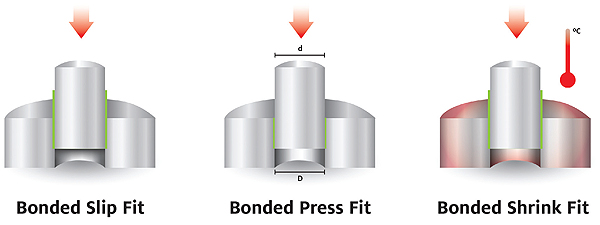 d
°C
D
Bonded Slip Fit
Bonded Press Fit
Bonded Shrink Fit